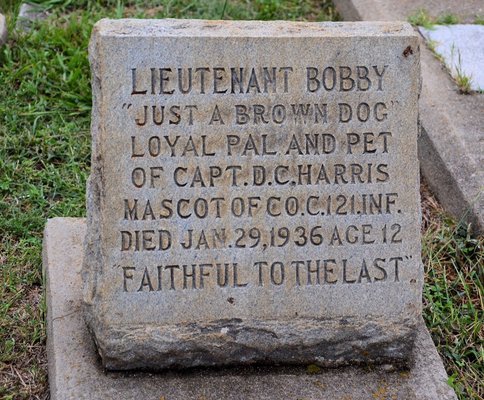 LIEUTENANT BOBBY
"JUST A BROWN DOG"
LOYAL PAL AND PET
OF CAPT. D.C. HARRIS
MASCOT OF CO. C. 121. INF.
DIED JAN. 29, 1936 AGE 12
"FAITHFUL TO THE LAST"